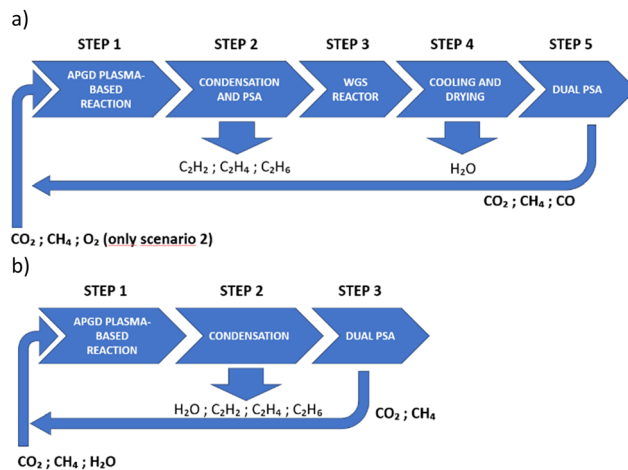 a)
STEP 1 STEP 2 STEP 3 STEP 4 STEP 5
APGD PLASMA-
BASED
REACTION
CONDENSATION
AND PSA
WGS
REACTOR
COOLING AND
DRYING
DUAL PSA
C₂H₂ ; C₂H₄ ; C₂H₆
H₂O
CO₂ ; CH₄ ; CO
CO₂ ; CH₄ ; O₂ (only scenario 2)
b)
STEP 1 STEP 2 STEP 3
APGD PLASMA-
BASED
REACTION
CONDENSATION
DUAL PSA
H₂O ; C₂H₂ ; C₂H₄ ; C₂H₆
CO₂ ; CH₄
CO₂ ; CH₄ ; H₂O